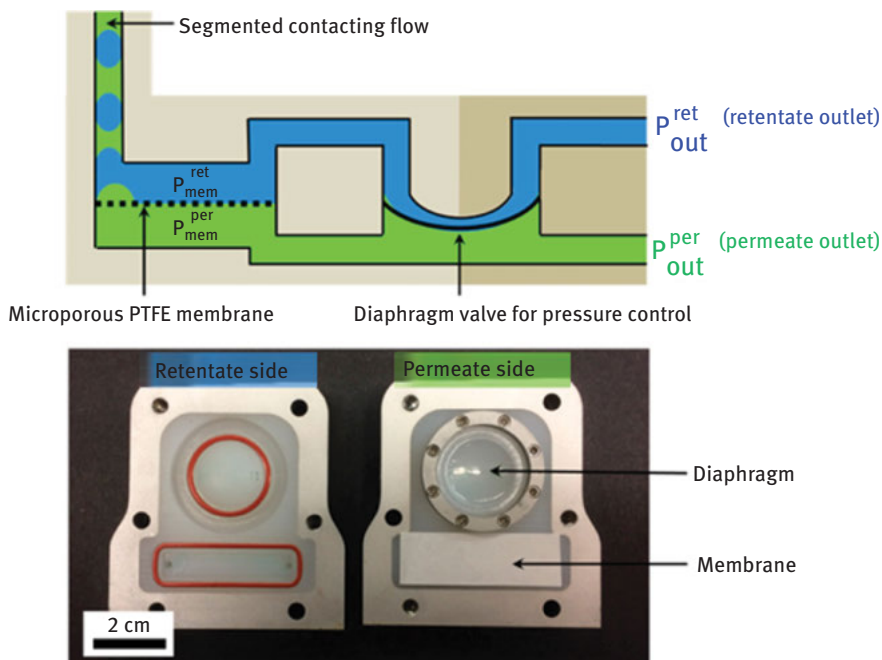 Segmented contacting flow
P ret out (retentate outlet)
P ret mem
P per mem
P per out (permeate outlet)
Microporous PTFE membrane
Diaphragm valve for pressure control
Retentate side
Permeate side
Diaphragm
Membrane
2 cm